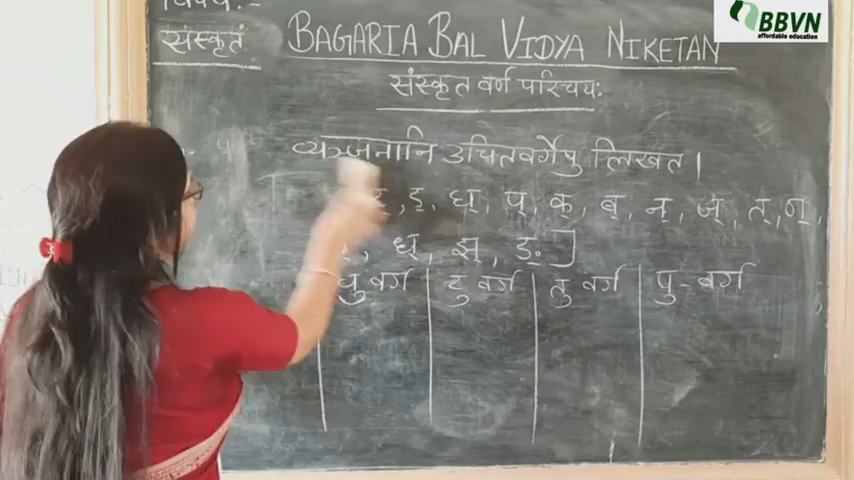 विषय:-
संस्कृतं
BAGARIA BAL VIDYA NIKETAN
BBVN
affordable education
संस्कृत वर्ण परिचय:
व्यञ्जनानि उचितवर्गेषु लिखत।
ड्, ध्, प्, क्, ब्, न्, ज्, त्,
ध्, झ्, ङ्]
चु वर्ग टु वर्ग तु वर्ग पु-वर्ग